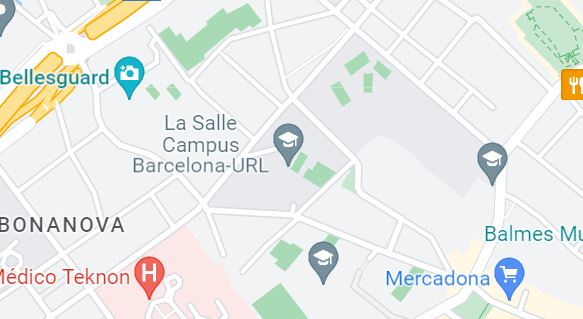 Bellesguard
La Salle
Campus
Barcelona-URL
BONANOVA
Médico Teknon
H
Balmes Mu
Mercadona